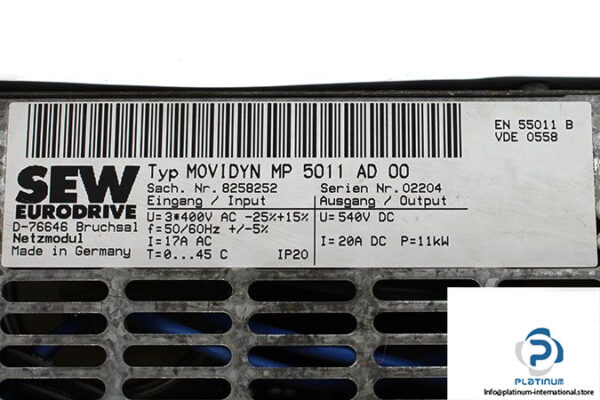 EN 55011 B
VDE 0558
SEW
EURODRIVE
D-76646 Bruchsal
Netzmodul
Made in Germany
Typ MOVIDYN MP 5011 AD 00
Sach. Nr. 8258252 Serien Nr. 02204
Eingang / Input Ausgang / Output
U= 3*400V AC -25%+15% U= 540V DC
f= 50/60Hz +/-5%
I= 17A AC I= 20A DC P= 11kW
T= 0...45 C IP20
PLATINUM
Info@platinum-international.store